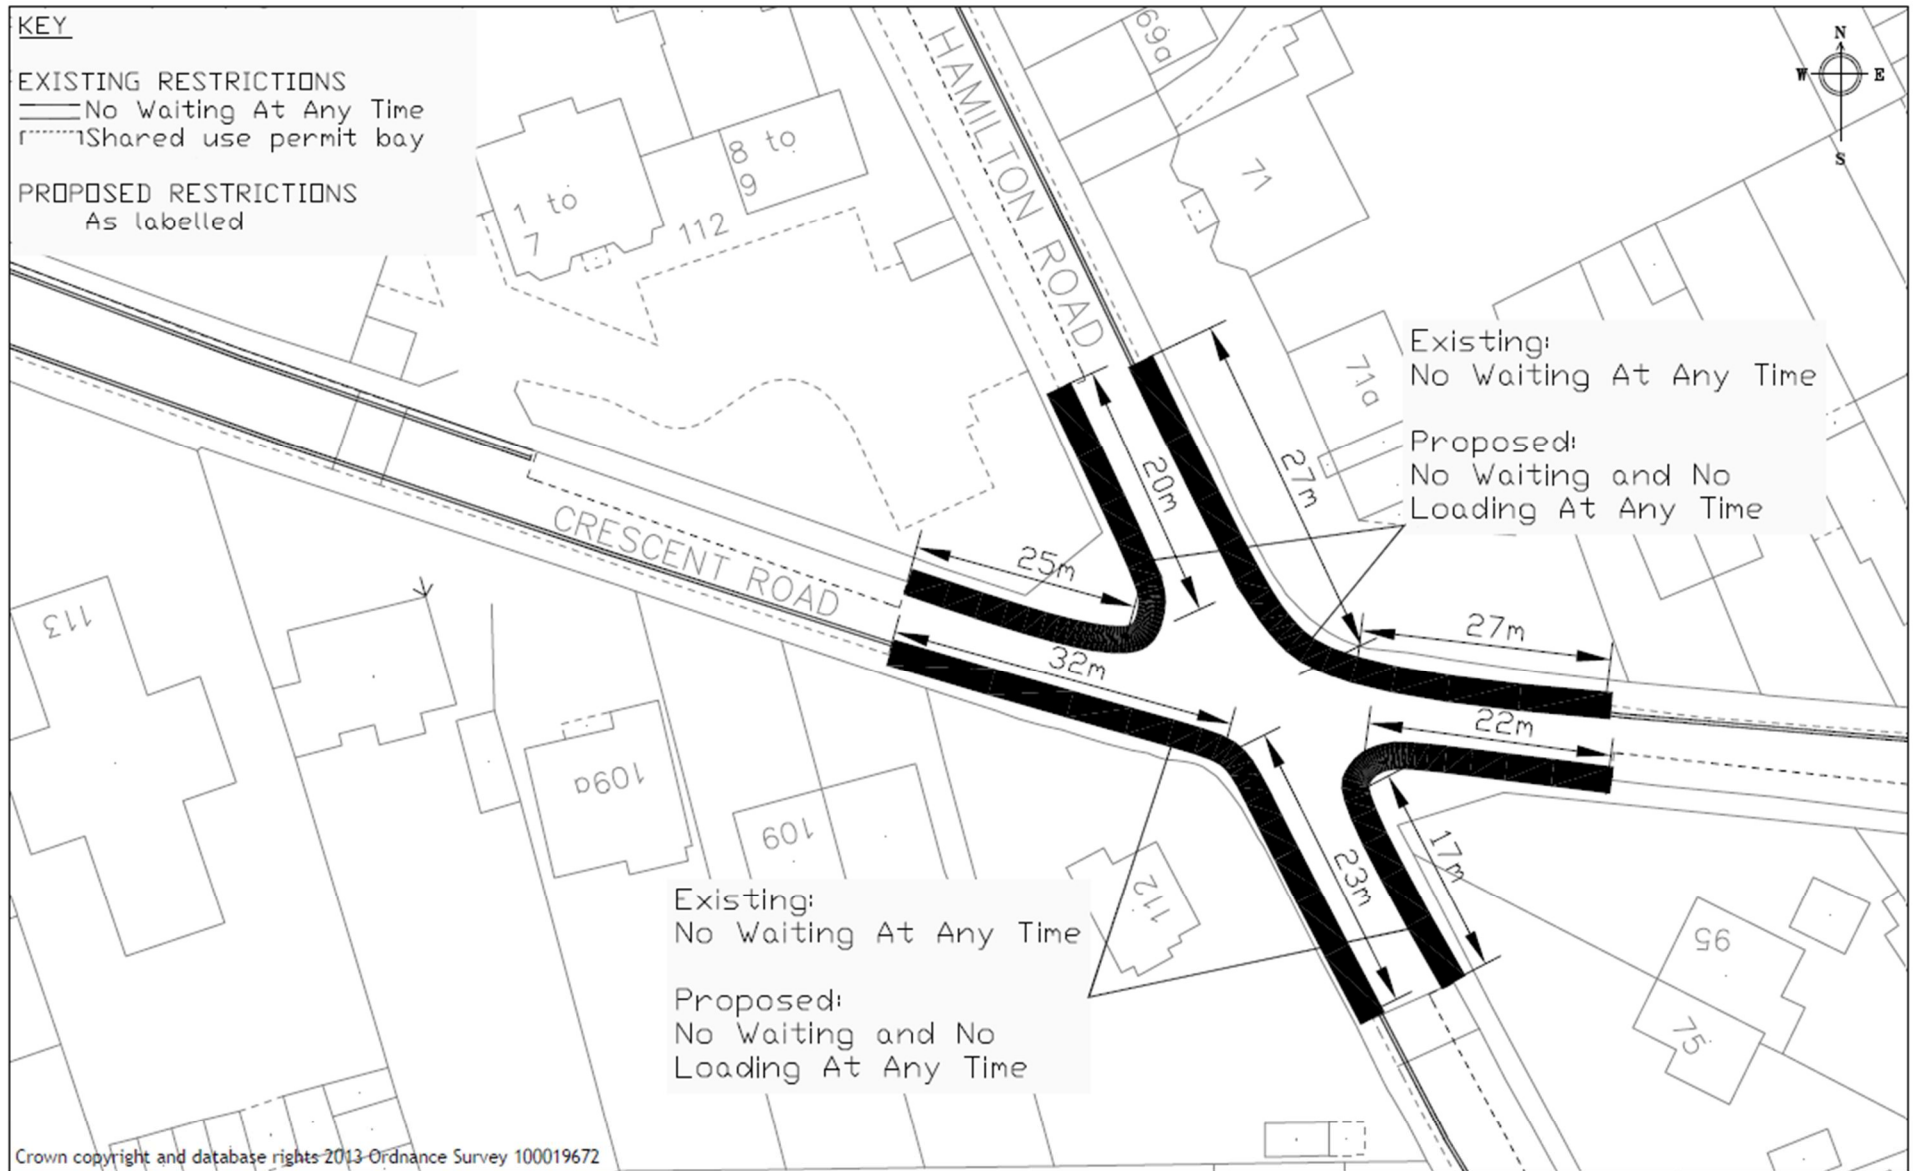 KEY
EXISTING RESTRICTIONS
No Waiting At Any Time
Shared use permit bay
PROPOSED RESTRICTIONS
As labelled
N
W E
S
HAMILTON ROAD
69a
71
71a
8 to
9
1 to
7
112
Existing:
No Waiting At Any Time
Proposed:
No Waiting and No
Loading At Any Time
27m
20m
25m
CRESCENT ROAD
32m
27m
22m
23m
17m
113
109a
109
112
95
75
Existing:
No Waiting At Any Time
Proposed:
No Waiting and No
Loading At Any Time
Crown copyright and database rights 2013 Ordnance Survey 100019672